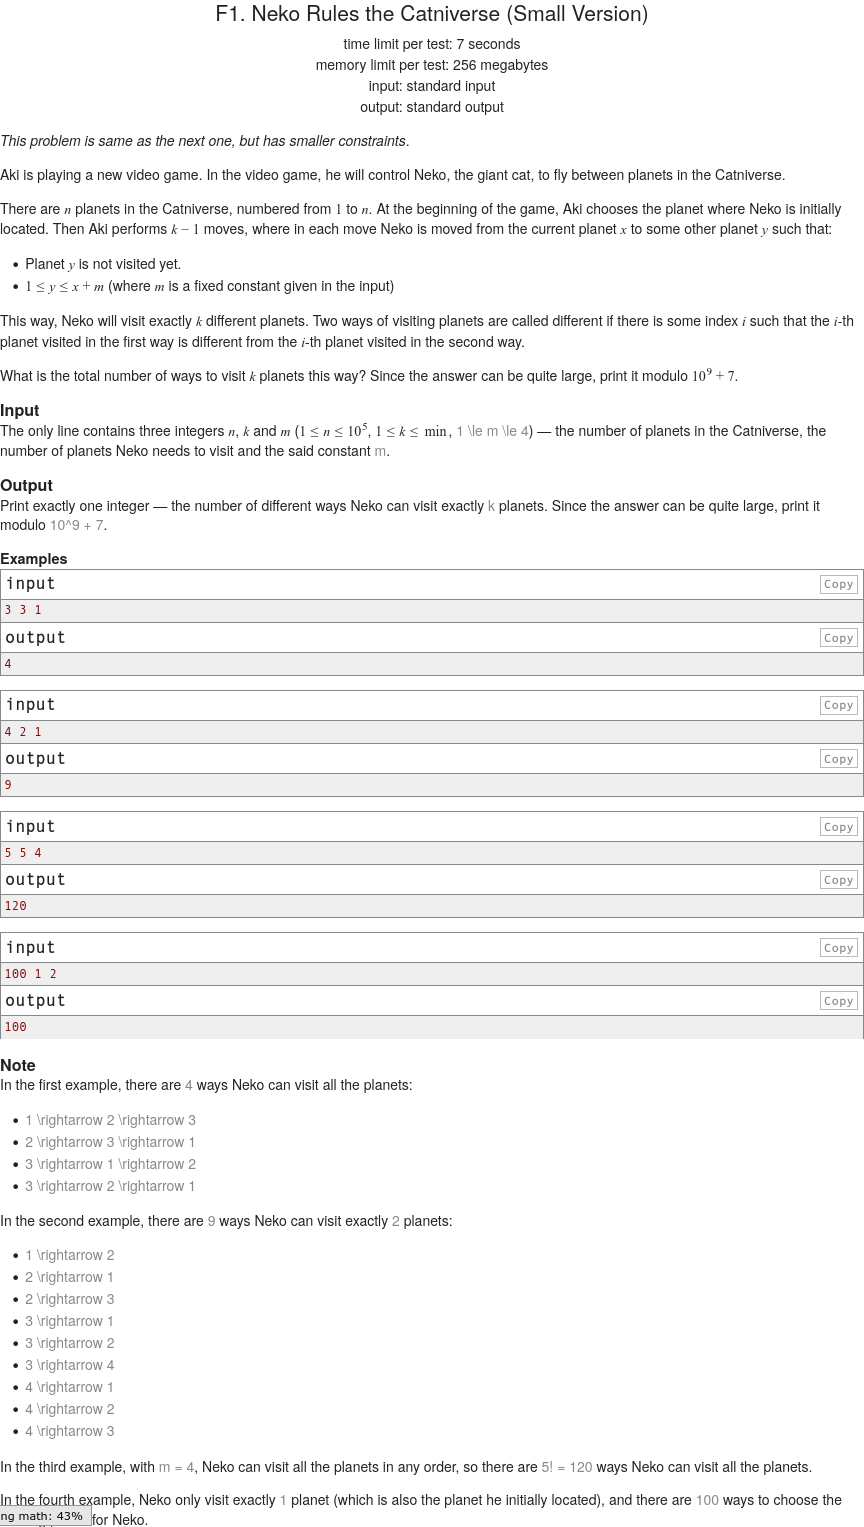 F1. Neko Rules the Catniverse (Small Version)
time limit per test: 7 seconds
memory limit per test: 256 megabytes
input: standard input
output: standard output
This problem is same as the next one, but has smaller constraints.
Aki is playing a new video game. In the video game, he will control Neko, the giant cat, to fly between planets in the Catniverse.
There are n planets in the Catniverse, numbered from 1 to n. At the beginning of the game, Aki chooses the planet where Neko is initially
located. Then Aki performs k − 1 moves, where in each move Neko is moved from the current planet x to some other planet y such that:
• Planet y is not visited yet.
• 1 ≤ y ≤ x + m (where m is a fixed constant given in the input)
This way, Neko will visit exactly k different planets. Two ways of visiting planets are called different if there is some index i such that the i-th
planet visited in the first way is different from the i-th planet visited in the second way.
What is the total number of ways to visit k planets this way? Since the answer can be quite large, print it modulo 10^9 + 7.
Input
The only line contains three integers n, k and m (1 ≤ n ≤ 10^5, 1 ≤ k ≤ min, 1 \le m \le 4) — the number of planets in the Catniverse, the
number of planets Neko needs to visit and the said constant m.
Output
Print exactly one integer — the number of different ways Neko can visit exactly k planets. Since the answer can be quite large, print it
modulo 10^9 + 7.
Examples
input Copy
3 3 1
output Copy
4
input Copy
4 2 1
output Copy
9
input Copy
5 5 4
output Copy
120
input Copy
100 1 2
output Copy
100
Note
In the first example, there are 4 ways Neko can visit all the planets:
• 1 \rightarrow 2 \rightarrow 3
• 2 \rightarrow 3 \rightarrow 1
• 3 \rightarrow 1 \rightarrow 2
• 3 \rightarrow 2 \rightarrow 1
In the second example, there are 9 ways Neko can visit exactly 2 planets:
• 1 \rightarrow 2
• 2 \rightarrow 1
• 2 \rightarrow 3
• 3 \rightarrow 1
• 3 \rightarrow 2
• 3 \rightarrow 4
• 4 \rightarrow 1
• 4 \rightarrow 2
• 4 \rightarrow 3
In the third example, with m = 4, Neko can visit all the planets in any order, so there are 5! = 120 ways Neko can visit all the planets.
In the fourth example, Neko only visit exactly 1 planet (which is also the planet he initially located), and there are 100 ways to choose the
ng math: 43% for Neko.